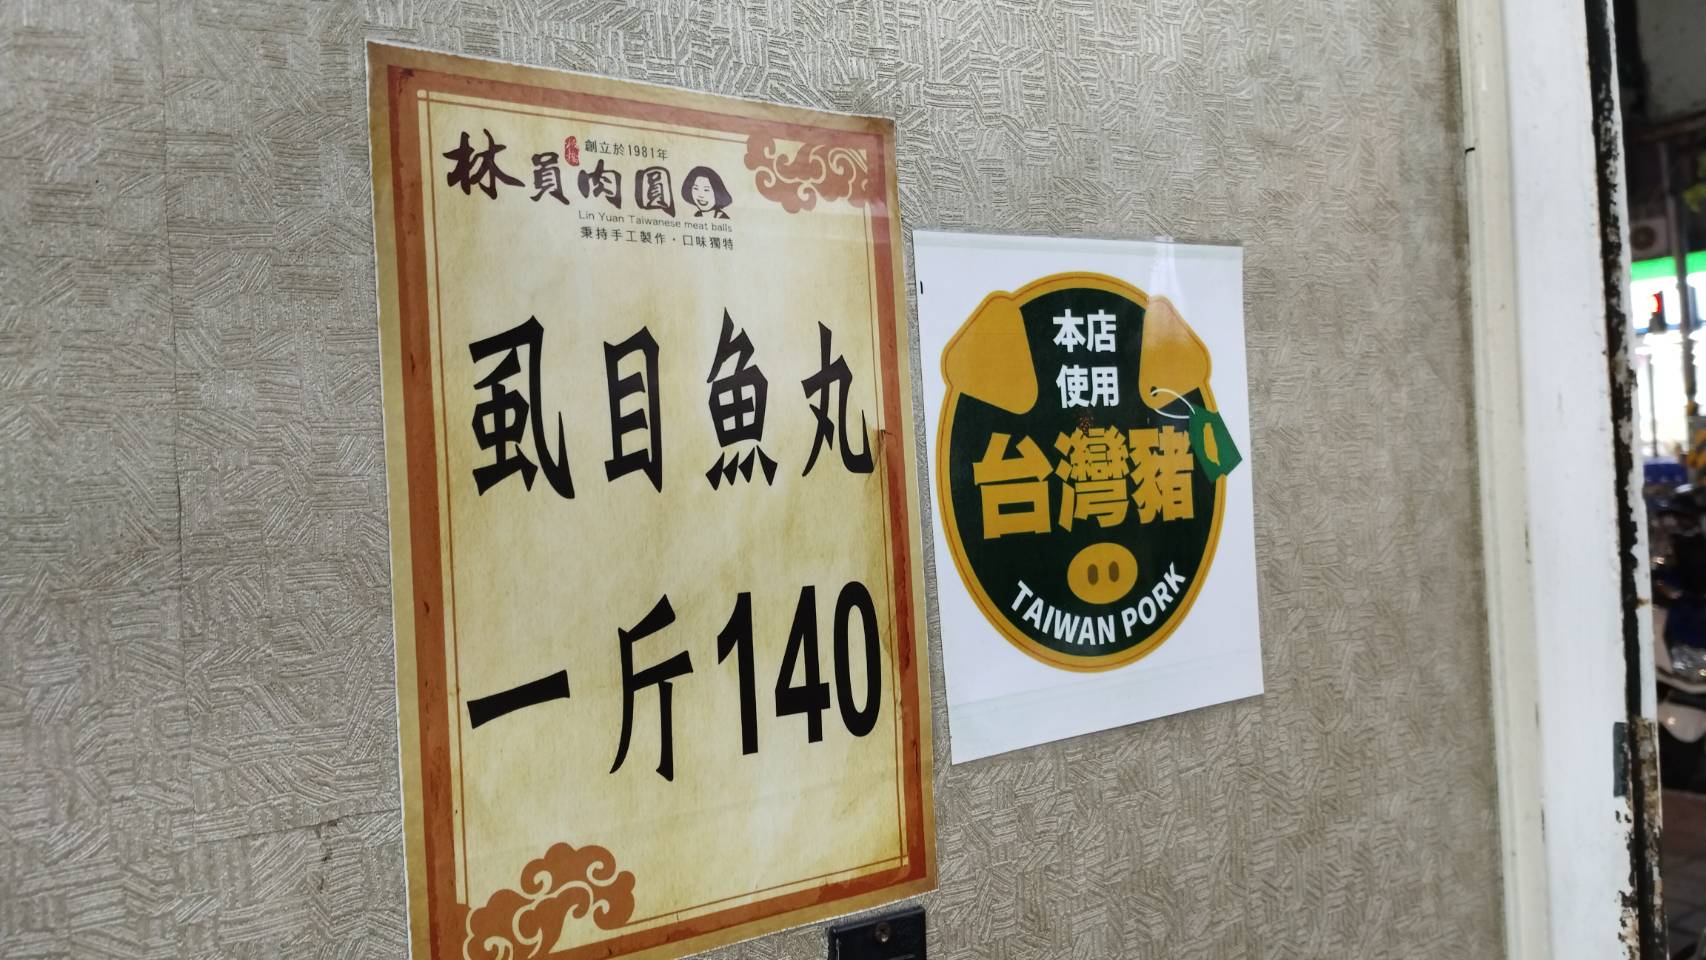 創立於1981年
林員肉圓
Lin Yuan Taiwanese meat balls
秉持手工製作・口味獨特
虱目魚丸
一斤140
本店
使用
台灣豬
TAIWAN PORK